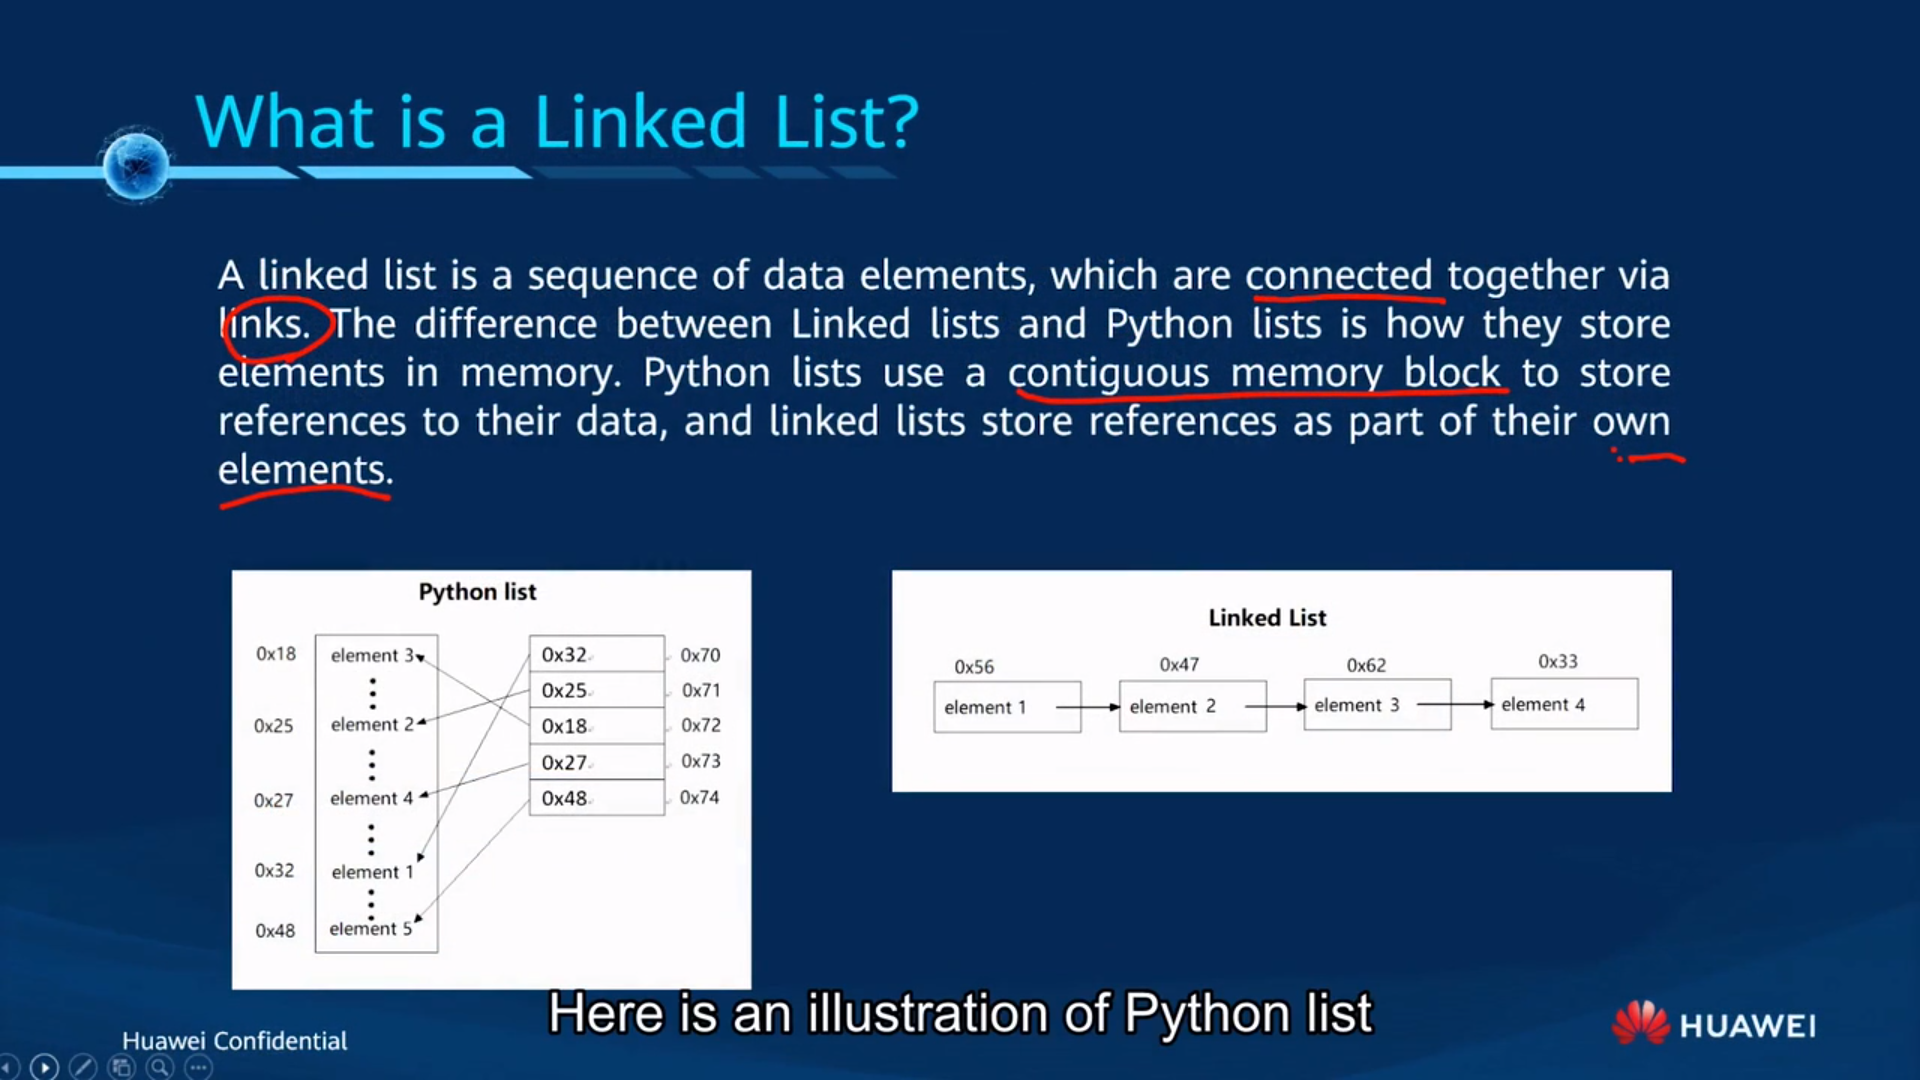 What is a Linked List?
A linked list is a sequence of data elements, which are connected together via
links. The difference between Linked lists and Python lists is how they store
elements in memory. Python lists use a contiguous memory block to store
references to their data, and linked lists store references as part of their own
elements.
Python list
0x18 element 3 0x32 0x70
0x25 0x71
0x25 element 2 0x18 0x72
0x27 0x73
0x27 element 4 0x48 0x74
0x32 element 1
0x48 element 5
Linked List
0x56 0x47 0x62 0x33
element 1 element 2 element 3 element 4
Here is an illustration of Python list
Huawei Confidential
HUAWEI